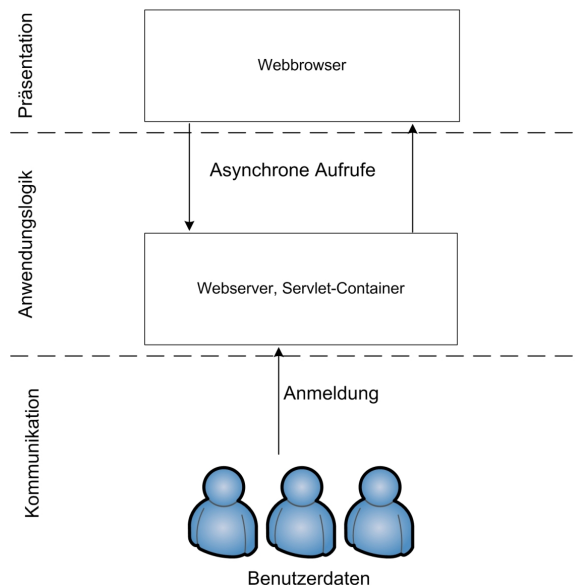 Präsentation
Webbrowser
Asynchrone Aufrufe
Anwendungslogik
Webserver, Servlet-Container
Anmeldung
Kommunikation
Benutzerdaten